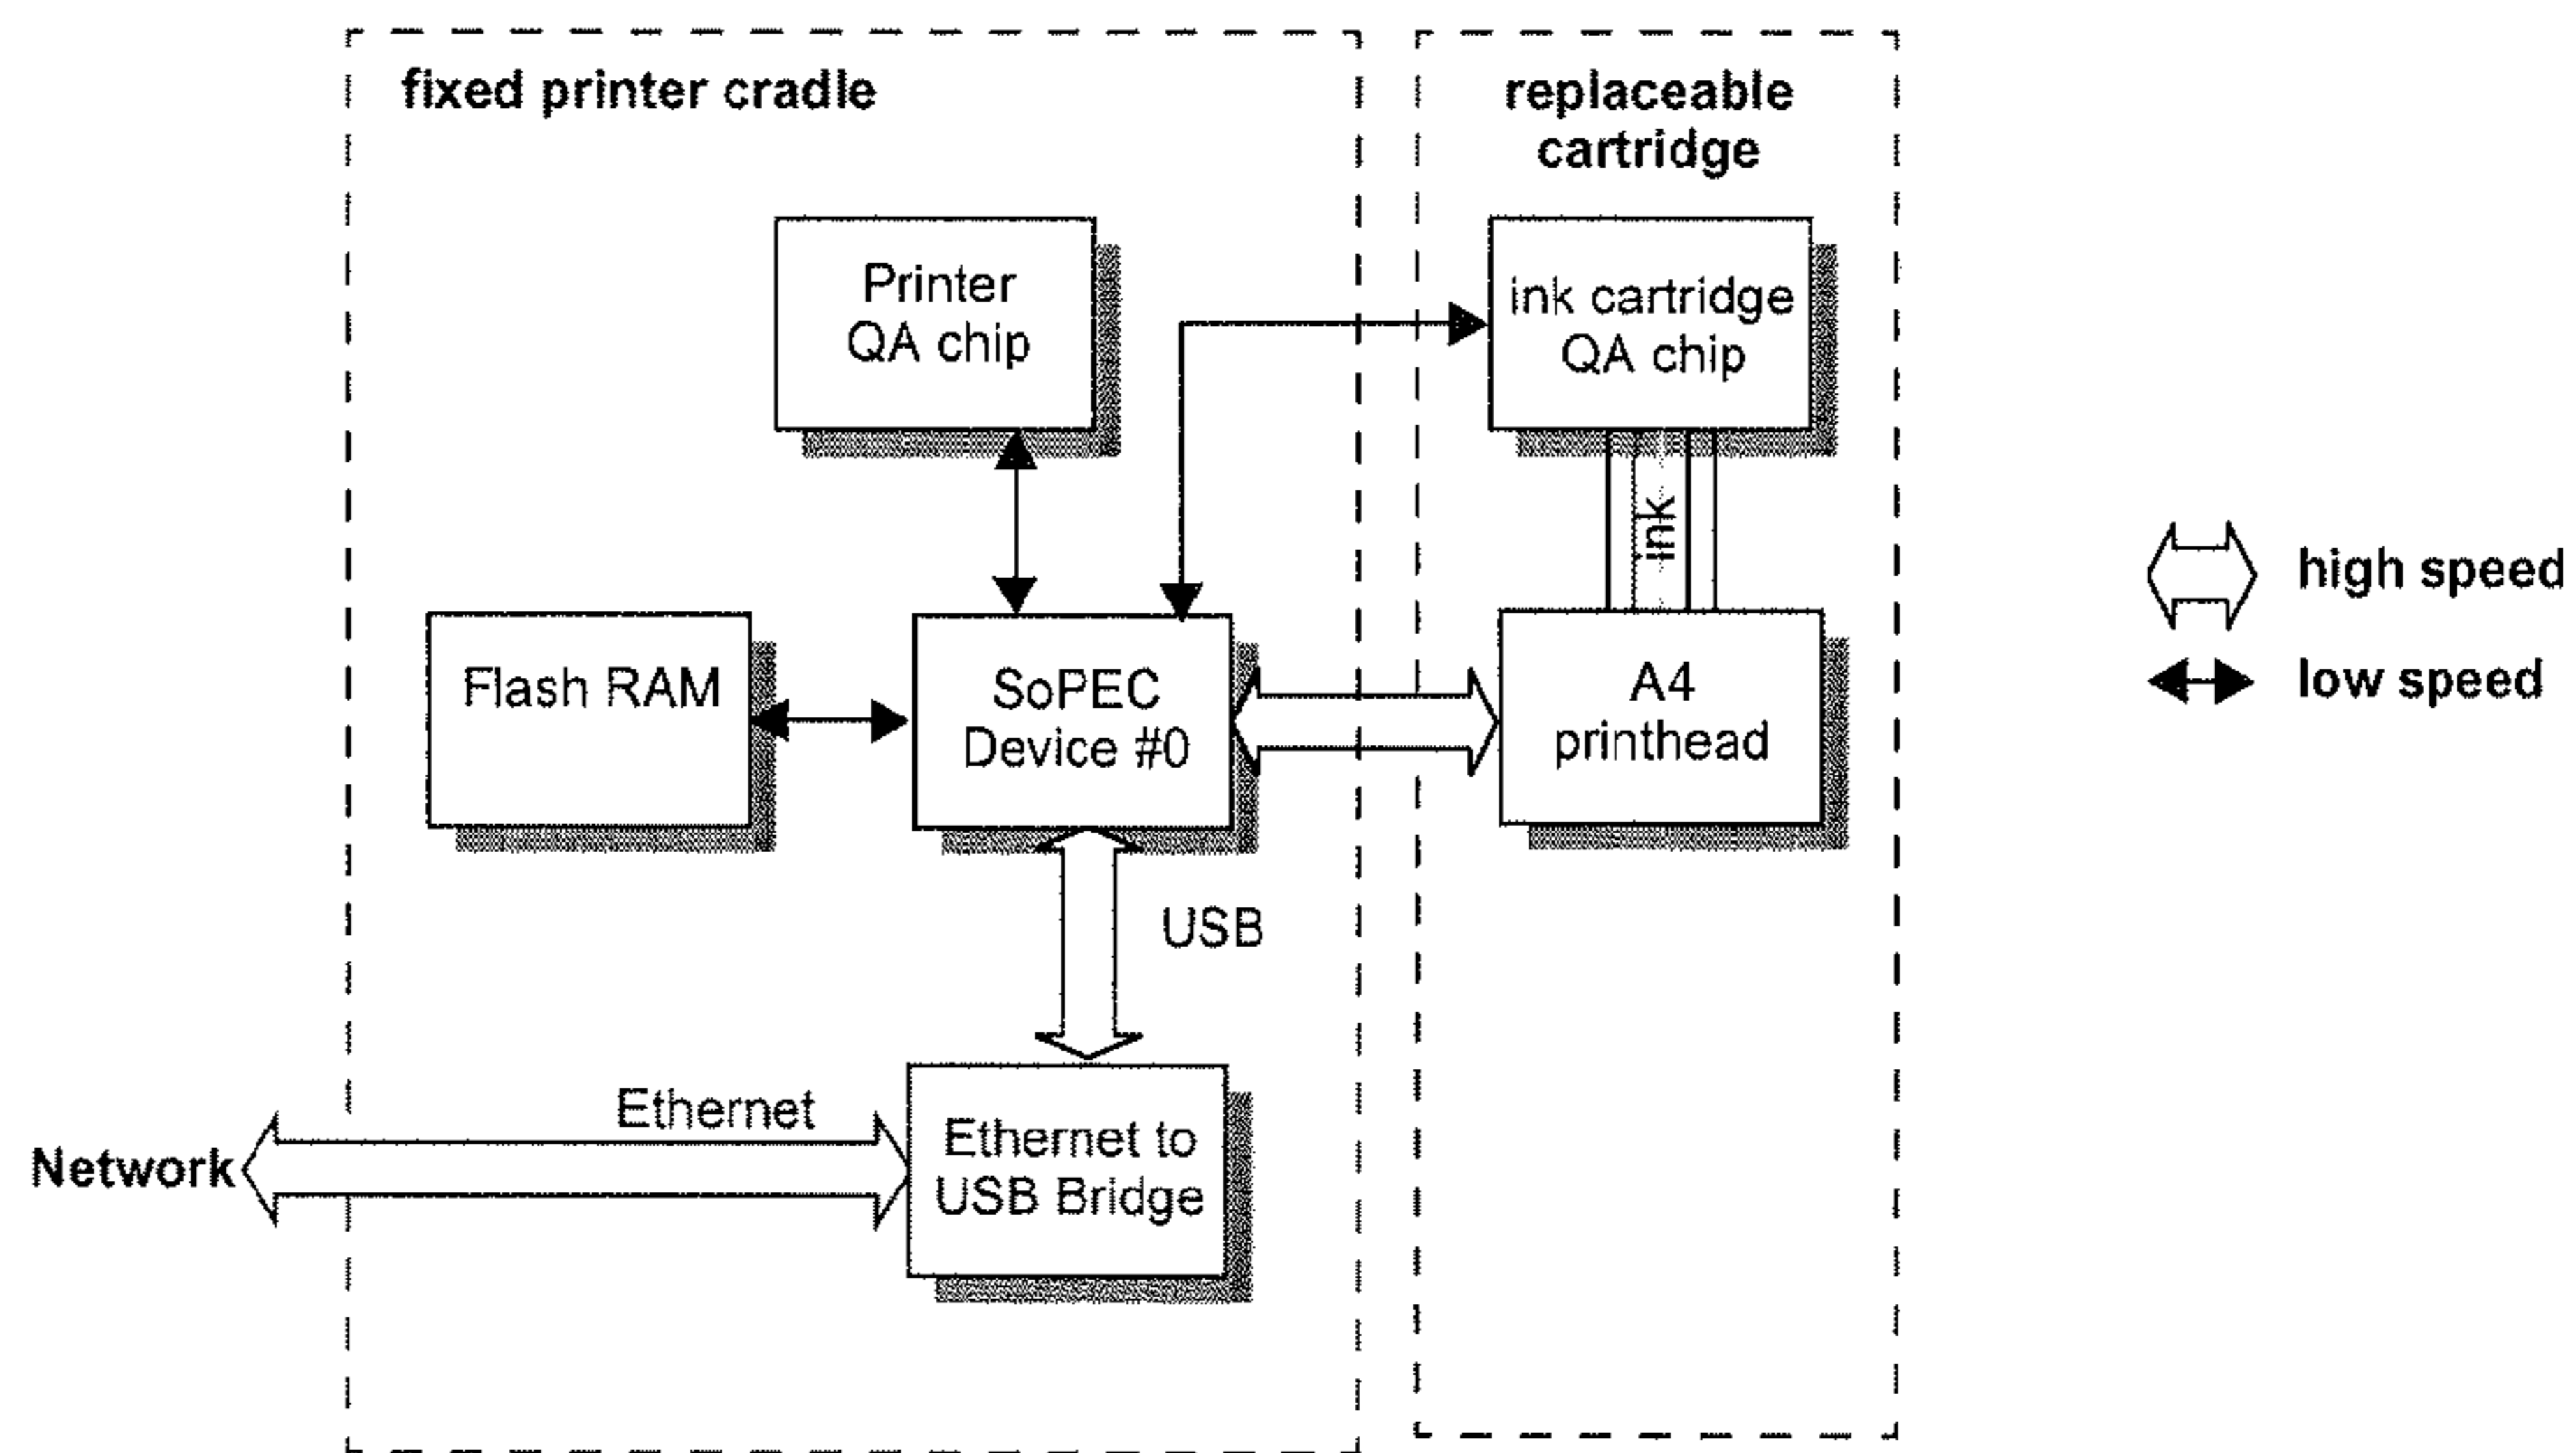 fixed printer cradle
replaceable
cartridge
Printer
QA chip
ink cartridge
QA chip
ink
Flash RAM
SoPEC
Device #0
A4
printhead
high speed
low speed
USB
Ethernet
Network
Ethernet to
USB Bridge